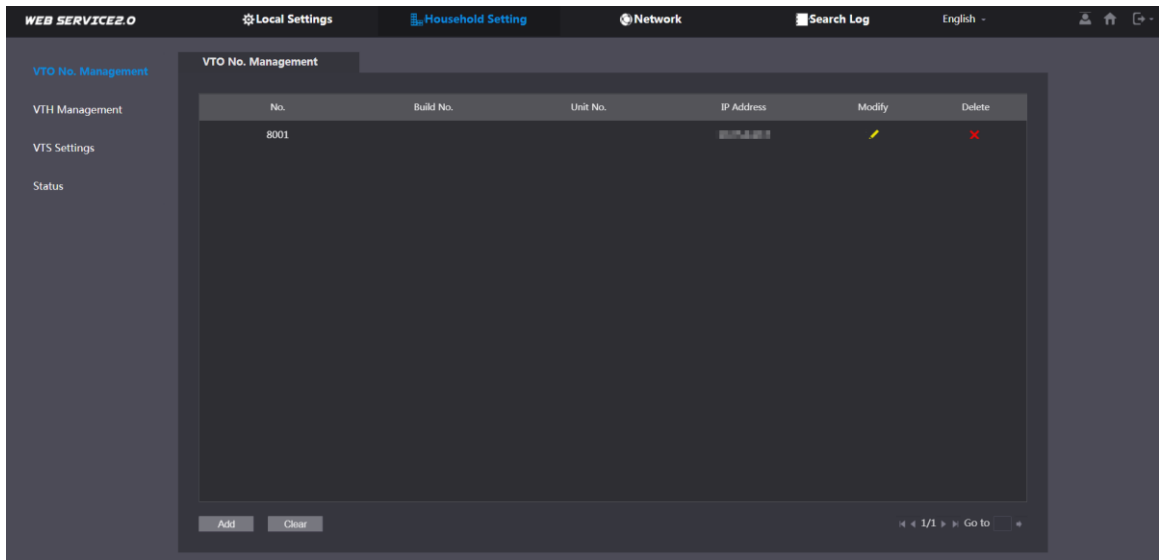 WEB SERVICE2.0 Local Settings Household Setting Network Search Log English
VTO No. Management
VTH Management
VTS Settings
Status
VTO No. Management
No. Build No. Unit No. IP Address Modify Delete
8001
Add Clear 1/1 Go to